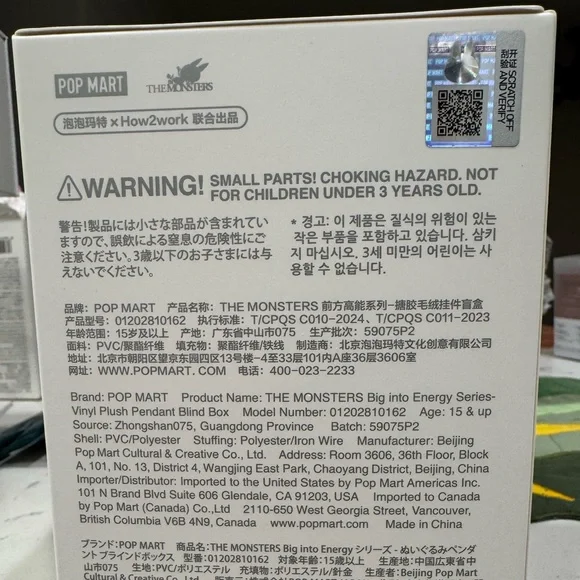 POP MART THE MONSTERS
泡泡玛特 × How2work 联合出品
刮开涂层 验证真伪 SCRATCH OFF AND VERIFY
WARNING! SMALL PARTS! CHOKING HAZARD. NOT
FOR CHILDREN UNDER 3 YEARS OLD.
警告!製品には小さな部品が含まれてい
ますので、誤飲による窒息の危険性にご
注意ください。3歳以下のお子さまには与
えないでください。
* 경고: 이 제품은 질식의 위험이 있는
작은 부품을 포함하고 있습니다. 삼키
지 마십시오. 3세 미만의 어린이는 사
용할 수 없습니다.
品牌: POP MART 产品名称: THE MONSTERS 前方高能系列-搪胶毛绒挂件盲盒
产品型号: 01202810162 执行标准: T/CPQS C010-2024、T/CPQS C011-2023
年龄范围: 15岁及以上 产地: 广东省中山市075 生产批次: 59075P2
面料: PVC/聚酯纤维 填充物: 聚酯纤维/铁线 制造商: 北京泡泡玛特文化创意有限公司
地址: 北京市朝阳区望京东园四区13号楼-4至33层101内A座36层3606室
网址: WWW.POPMART.COM 电话: 400-023-2233
Brand: POP MART Product Name: THE MONSTERS Big into Energy Series-
Vinyl Plush Pendant Blind Box Model Number: 01202810162 Age: 15 & up
Source: Zhongshan075, Guangdong Province Batch: 59075P2
Shell: PVC/Polyester Stuffing: Polyester/Iron Wire Manufacturer: Beijing
Pop Mart Cultural & Creative Co., Ltd. Address: Room 3606, 36th Floor, Block
A, 101, No. 13, District 4, Wangjing East Park, Chaoyang District, Beijing, China
Importer/Distributor: Imported to the United States by Pop Mart Americas Inc.
101 N Brand Blvd Suite 606 Glendale, CA 91203, USA Imported to Canada
by Pop Mart (Canada) Co.,Ltd 2110-650 West Georgia Street, Vancouver,
British Columbia V6B 4N9, Canada www.popmart.com Made in China
ブランド: POP MART 商品名: THE MONSTERS Big into Energy シリーズ - ぬいぐるみペンダ
ント ブラインドボックス 型番: 01202810162 対象年齢: 15歳及び以上 生産地: 中国広東省中
山市075 生地: PVC/ポリエステル 充填物: ポリエステル/針金 生産者: Beijing Pop Mart
Cultural & Creative Co., Ltd.